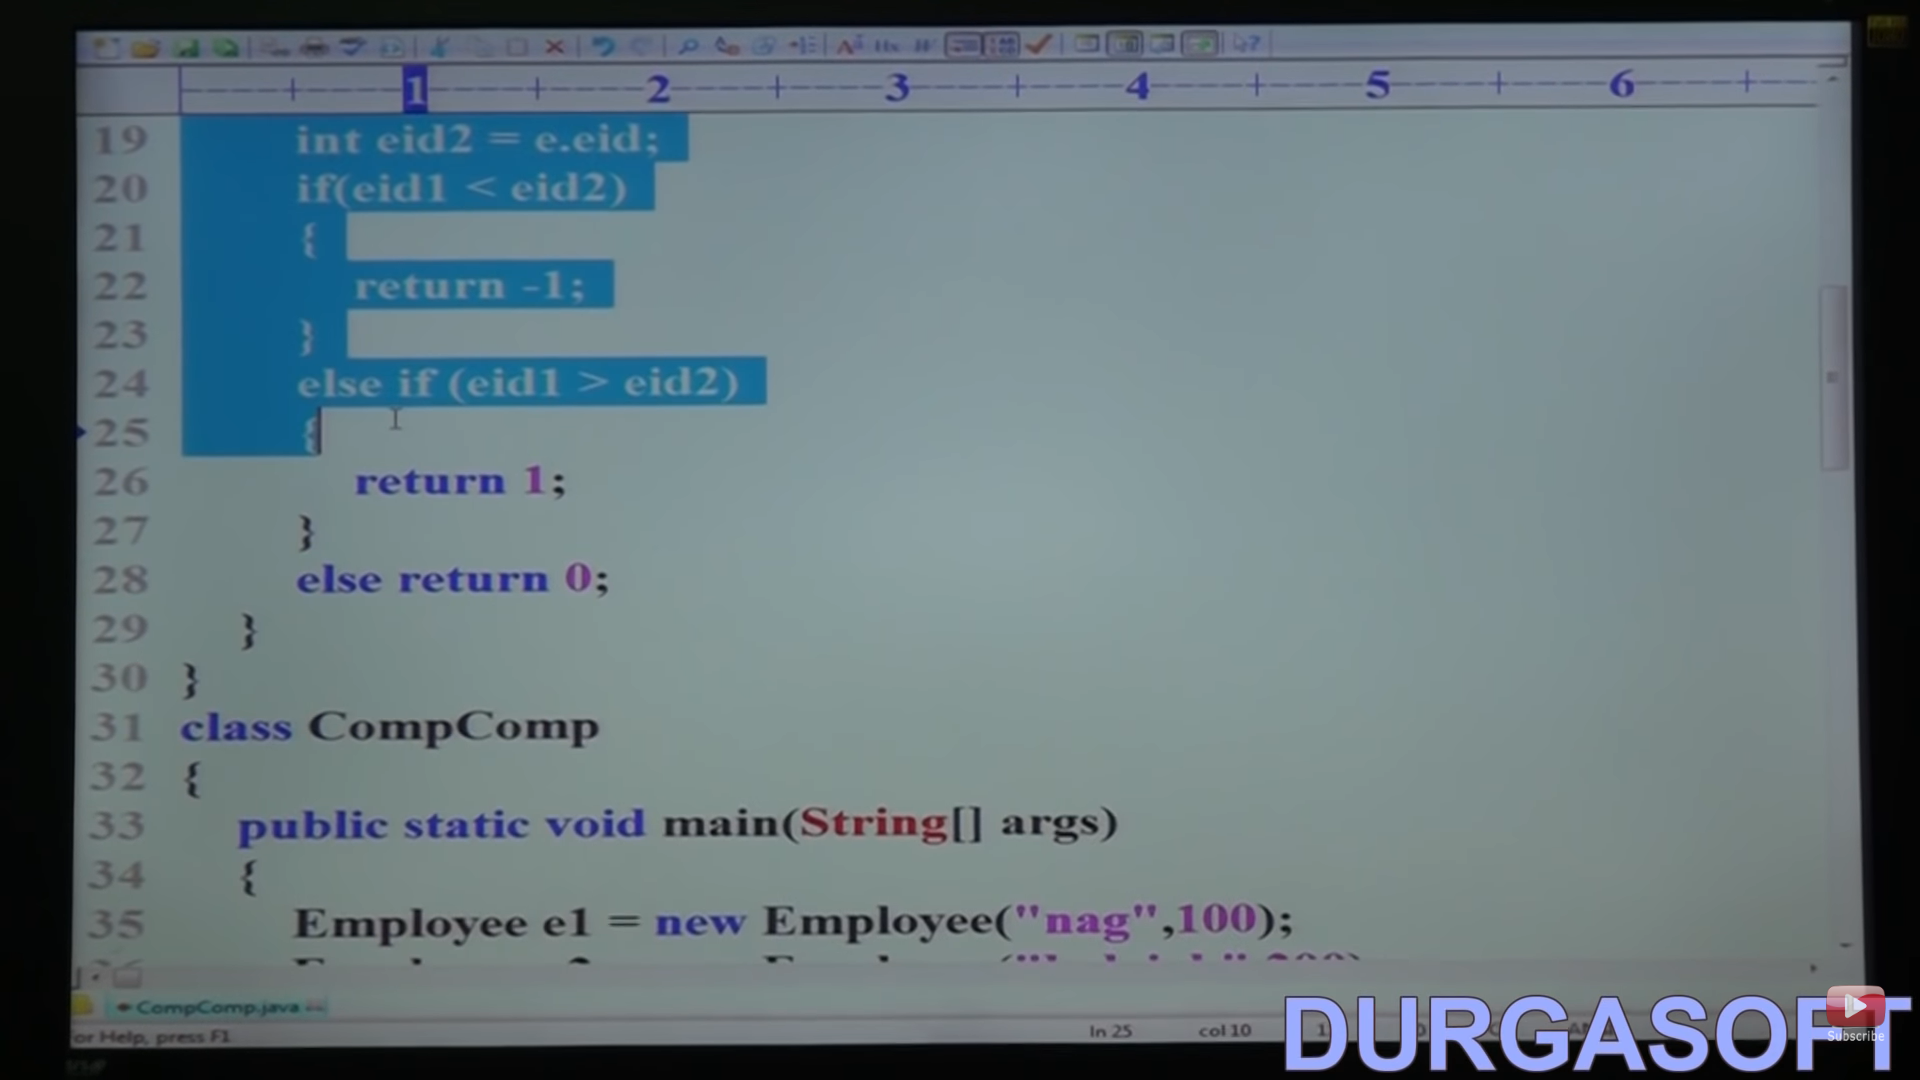 1 2 3 4 5 6
19 int eid2 = e.eid;
20 if(eid1 < eid2)
21 {
22 return -1;
23 }
24 else if (eid1 > eid2)
25 {
26 return 1;
27 }
28 else return 0;
29 }
30 }
31 class CompComp
32 {
33 public static void main(String[] args)
34 {
35 Employee e1 = new Employee("nag",100);
CompComp.java
For Help, press F1
ln 25 col 10
DURGASOFT
Subscribe